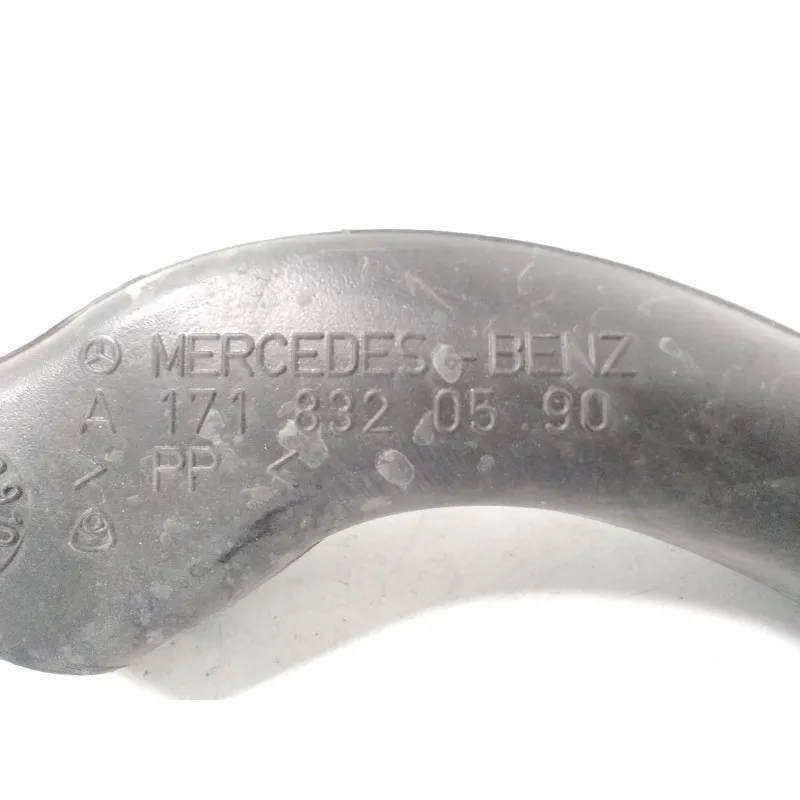 MERCEDES-BENZ
A 171 832 05 90
> PP <